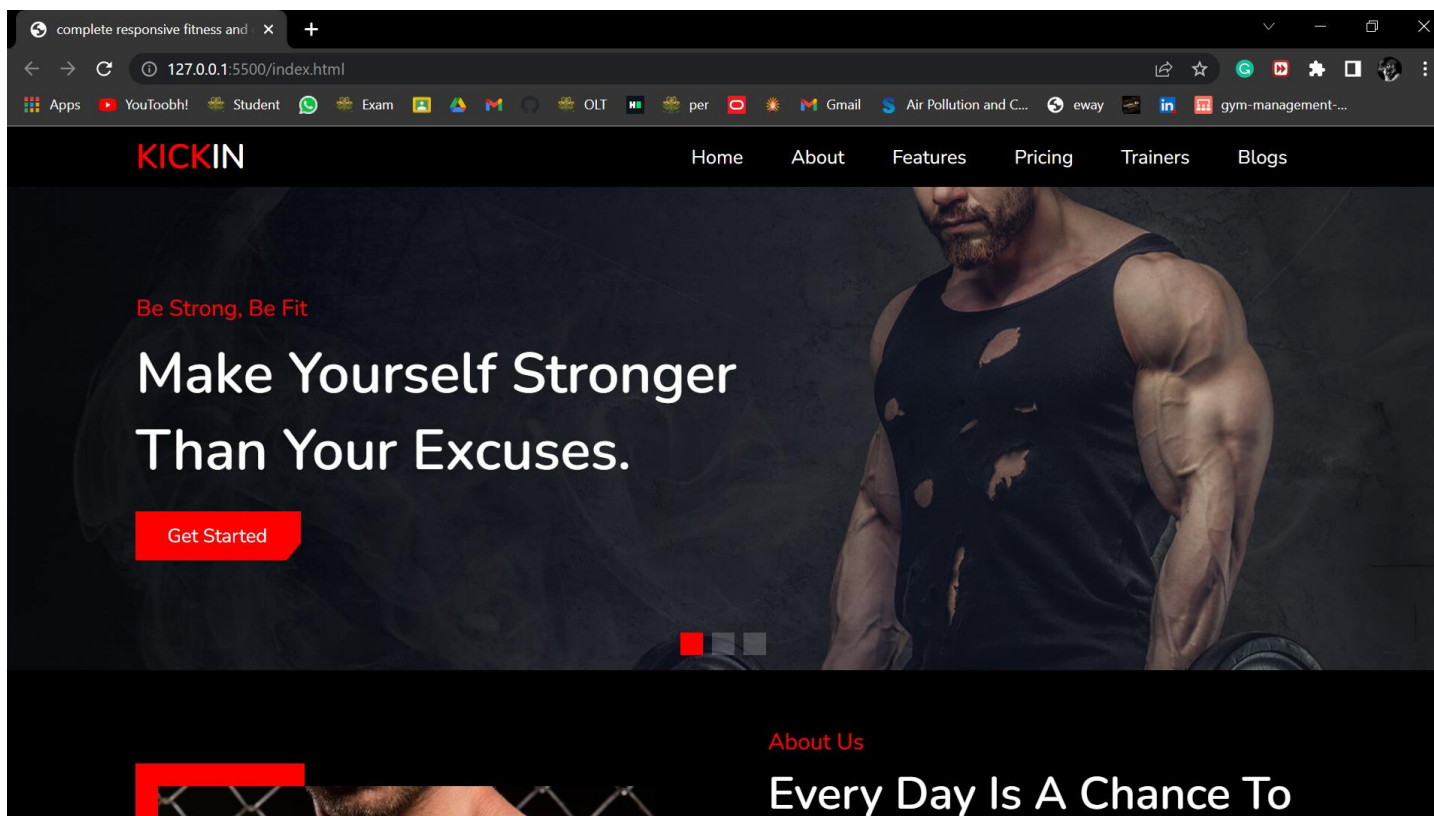 complete responsive fitness and
127.0.0.1:5500/index.html
Apps YouToobh! Student Exam OLT per Gmail Air Pollution and C... eway in gym-management-...
KICKIN Home About Features Pricing Trainers Blogs
Be Strong, Be Fit
Make Yourself Stronger
Than Your Excuses.
Get Started
About Us
Every Day Is A Chance To